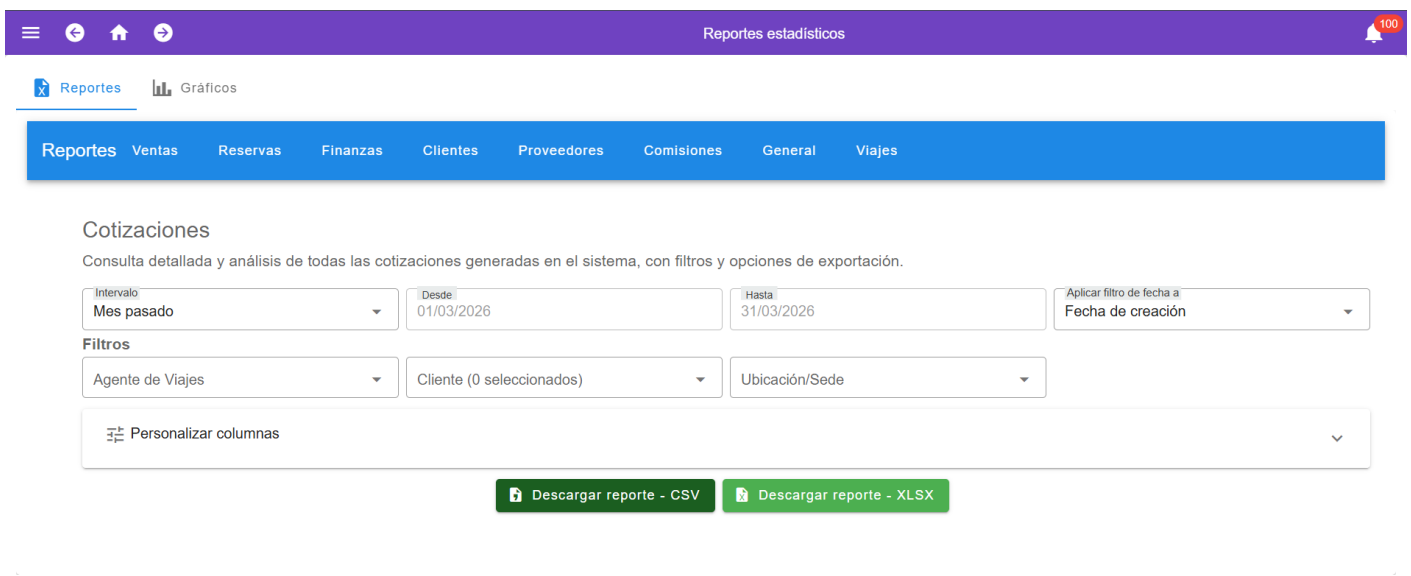 Reportes estadísticos
100
Reportes
Gráficos
Reportes Ventas Reservas Finanzas Clientes Proveedores Comisiones General Viajes
Cotizaciones
Consulta detallada y análisis de todas las cotizaciones generadas en el sistema, con filtros y opciones de exportación.
Intervalo
Mes pasado
Desde
01/03/2026
Hasta
31/03/2026
Aplicar filtro de fecha a
Fecha de creación
Filtros
Agente de Viajes
Cliente (0 seleccionados)
Ubicación/Sede
Personalizar columnas
Descargar reporte - CSV
Descargar reporte - XLSX